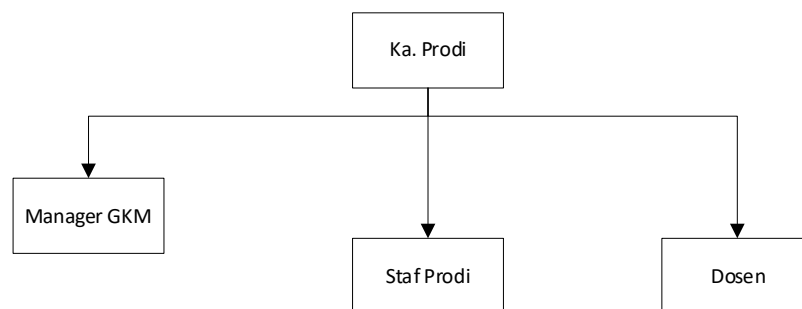 Ka. Prodi
Manager GKM
Staf Prodi
Dosen